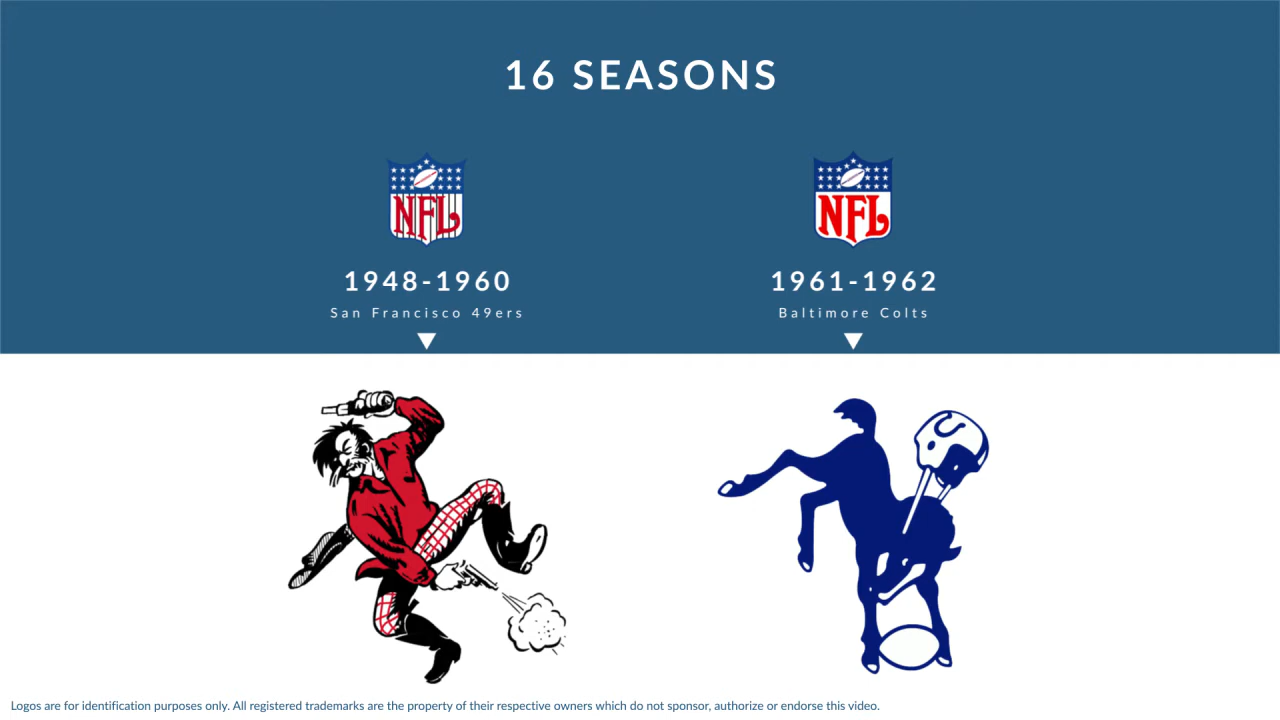 16 SEASONS
NFL NFL
1948-1960 1961-1962
San Francisco 49ers Baltimore Colts
Logos are for identification purposes only. All registered trademarks are the property of their respective owners which do not sponsor, authorize or endorse this video.